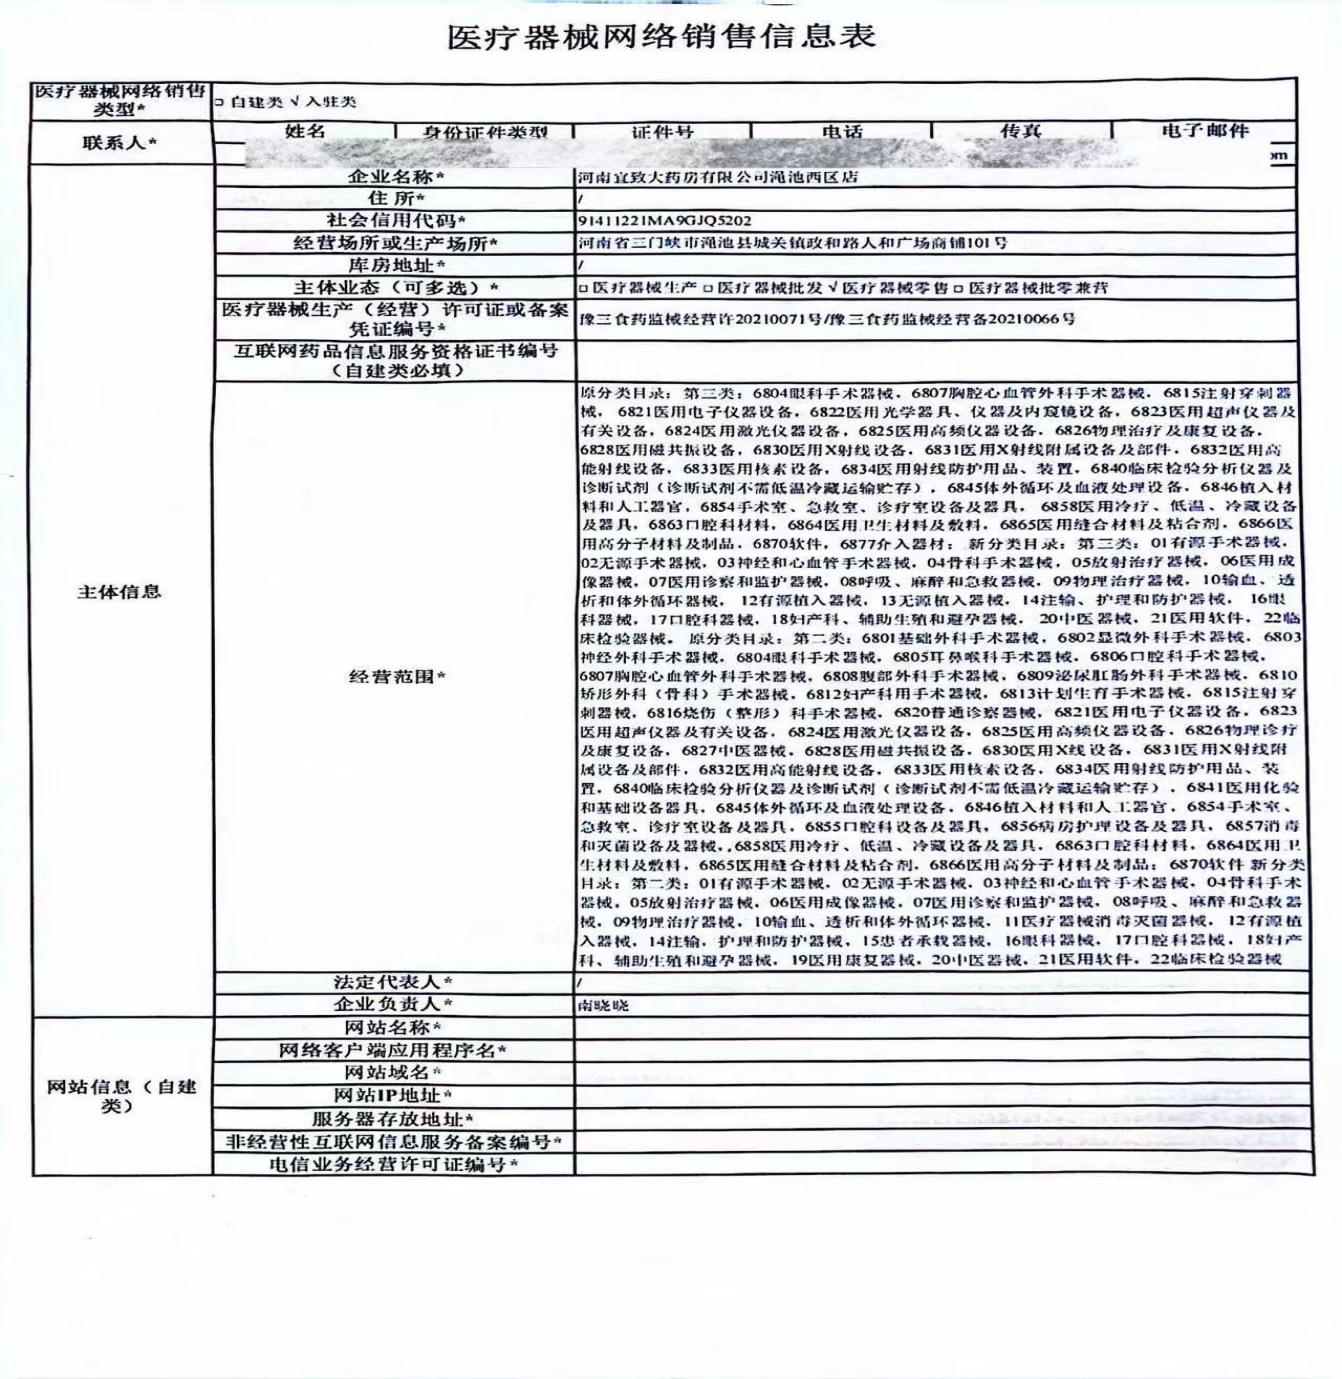 医疗器械网络销售信息表
医疗器械网络销售
类型*
□ 自建类 √ 入驻类
联系人*
姓名 身份证件类型 证件号 电话 传真 电子邮件
om
主体信息
企业名称* 河南宜致大药房有限公司渑池西区店
住 所* /
社会信用代码* 91411221MA9GJQ5202
经营场所或生产场所* 河南省三门峡市渑池县城关镇政和路人和广场商铺101号
库房地址* /
主体业态（可多选）* □ 医疗器械生产 □ 医疗器械批发 √ 医疗器械零售 □ 医疗器械批零兼营
医疗器械生产（经营）许可证或备案
凭证编号*
豫三食药监械经营许20210071号/豫三食药监械经营备20210066号
互联网药品信息服务资格证书编号
（自建类必填）
经营范围*
原分类目录：第三类：6804眼科手术器械，6807胸腔心血管外科手术器械，6815注射穿刺器
械，6821医用电子仪器设备，6822医用光学器具、仪器及内窥镜设备，6823医用超声仪器及
有关设备，6824医用激光仪器设备，6825医用高频仪器设备，6826物理治疗及康复设备，
6828医用磁共振设备，6830医用X射线设备，6831医用X射线附属设备及部件，6832医用高
能射线设备，6833医用核素设备，6834医用射线防护用品、装置，6840临床检验分析仪器及
诊断试剂（诊断试剂不需低温冷藏运输贮存），6845体外循环及血液处理设备，6846植入材
料和人工器官，6854手术室、急救室、诊疗室设备及器具，6858医用冷疗、低温、冷藏设备
及器具，6863口腔科材料，6864医用卫生材料及敷料，6865医用缝合材料及粘合剂，6866医
用高分子材料及制品，6870软件，6877介入器材；新分类目录：第三类：01有源手术器械，
02无源手术器械，03神经和心血管手术器械，04骨科手术器械，05放射治疗器械，06医用成
像器械，07医用诊察和监护器械，08呼吸、麻醉和急救器械，09物理治疗器械，10输血、透
析和体外循环器械，12有源植入器械，13无源植入器械，14注输、护理和防护器械，16眼
科器械，17口腔科器械，18妇产科、辅助生殖和避孕器械，20中医器械，21医用软件，22临
床检验器械。原分类目录：第二类：6801基础外科手术器械，6802显微外科手术器械，6803
神经外科手术器械，6804眼科手术器械，6805耳鼻喉科手术器械，6806口腔科手术器械，
6807胸腔心血管外科手术器械，6808腹部外科手术器械，6809泌尿肛肠外科手术器械，6810
矫形外科（骨科）手术器械，6812妇产科用手术器械，6813计划生育手术器械，6815注射穿
刺器械，6816烧伤（整形）科手术器械，6820普通诊察器械，6821医用电子仪器设备，6823
医用超声仪器及有关设备，6824医用激光仪器设备，6825医用高频仪器设备，6826物理诊疗
及康复设备，6827中医器械，6828医用磁共振设备，6830医用X线设备，6831医用X射线附
属设备及部件，6832医用高能射线设备，6833医用核素设备，6834医用射线防护用品、装
置，6840临床检验分析仪器及诊断试剂（诊断试剂不需低温冷藏运输贮存），6841医用化验
和基础设备器具，6845体外循环及血液处理设备，6846植入材料和人工器官，6854手术室、
急救室、诊疗室设备及器具，6855口腔科设备及器具，6856病房护理设备及器具，6857消毒
和灭菌设备及器械，,6858医用冷疗、低温、冷藏设备及器具，6863口腔科材料，6864医用卫
生材料及敷料，6865医用缝合材料及粘合剂，6866医用高分子材料及制品；6870软件 新分类
目录：第二类：01有源手术器械，02无源手术器械，03神经和心血管手术器械，04骨科手术
器械，05放射治疗器械，06医用成像器械，07医用诊察和监护器械，08呼吸、麻醉和急救器
械，09物理治疗器械，10输血、透析和体外循环器械，11医疗器械消毒灭菌器械，12有源植
入器械，14注输，护理和防护器械，15患者承载器械，16眼科器械，17口腔科器械，18妇产
科、辅助生殖和避孕器械，19医用康复器械，20中医器械，21医用软件，22临床检验器械
法定代表人* /
企业负责人* 南晓晓
网站信息（自建
类）
网站名称*
网络客户端应用程序名*
网站域名*
网站IP地址*
服务器存放地址*
非经营性互联网信息服务备案编号*
电信业务经营许可证编号*